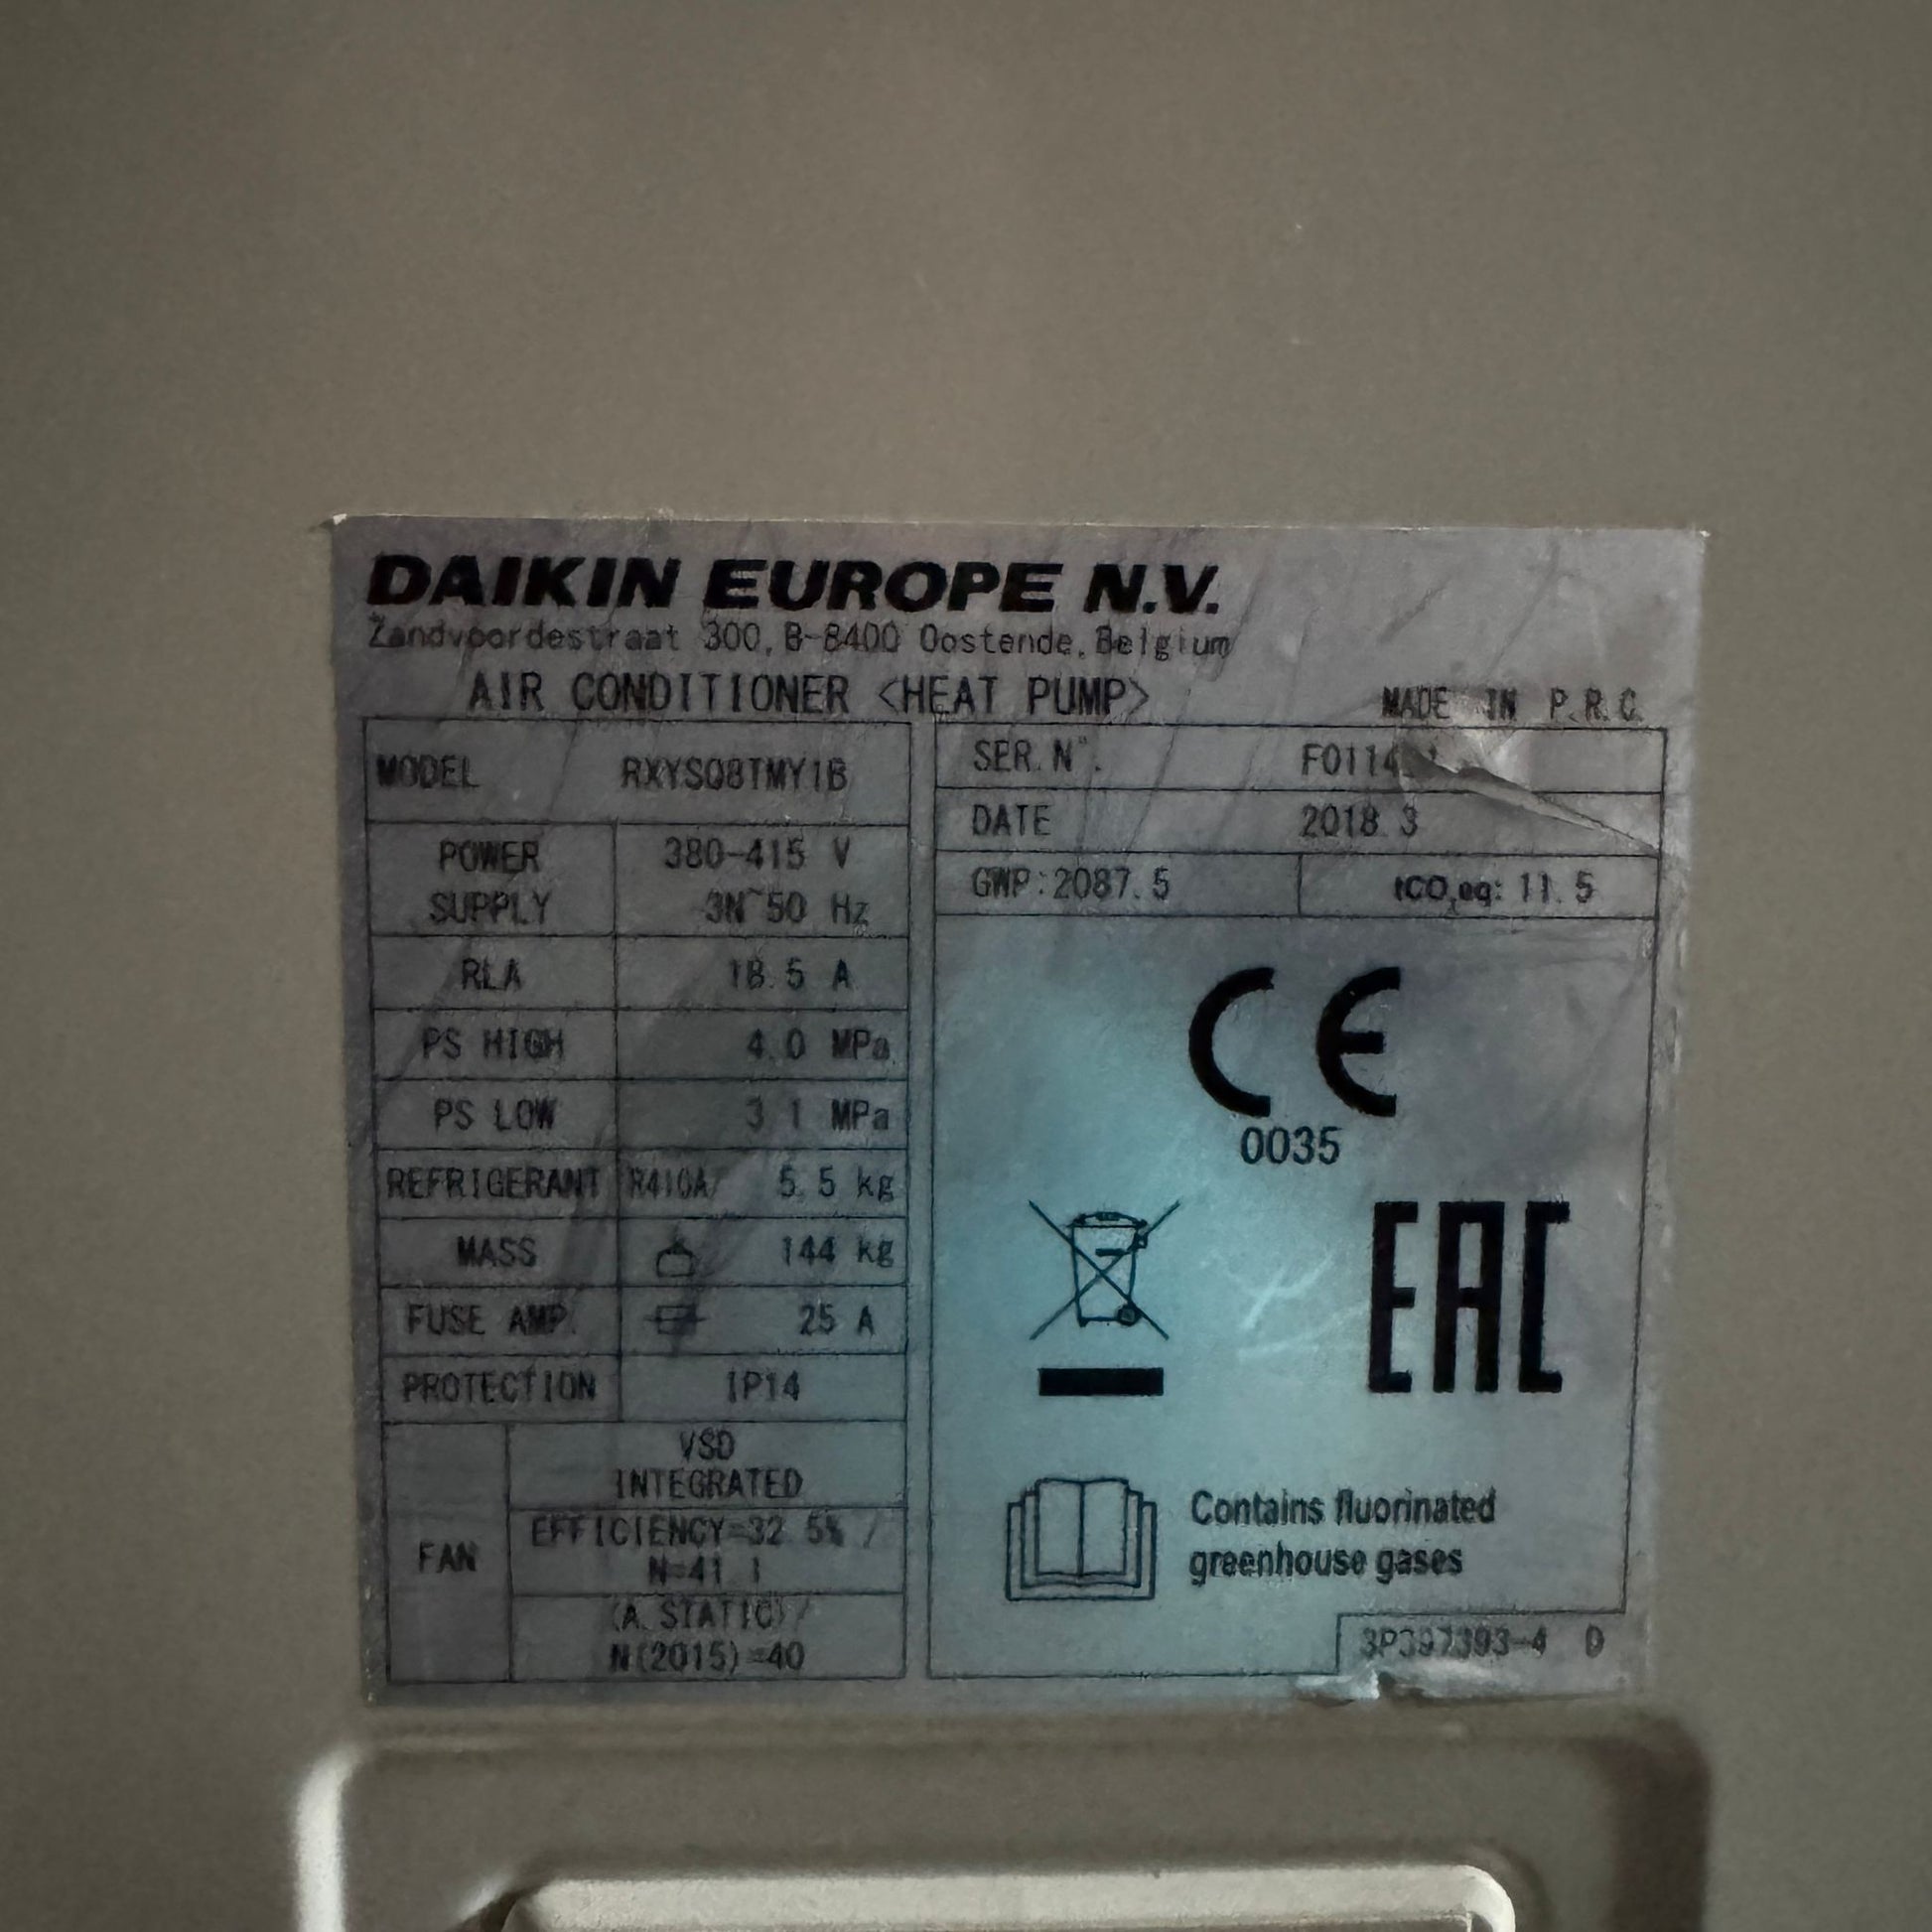 DAIKIN EUROPE N.V.
Zandvoordestraat 300, B-8400 Oostende, Belgium
AIR CONDITIONER <HEAT PUMP>
MADE IN P.R.C.
MODEL RXYSQ8TMY1B
POWER SUPPLY 380-415 V
3N~50 Hz
RLA 18.5 A
PS HIGH 4.0 MPa
PS LOW 3.1 MPa
REFRIGERANT R410A/ 5.5 kg
MASS 144 kg
FUSE AMP. 25 A
PROTECTION IP14
FAN
VSD
INTEGRATED
EFFICIENCY=32.5% /
N=41.1
(A.STATIC) /
N(2015)=40
SER.N°.
DATE 2018.3
GWP:2087.5 tCO₂eq: 11.5
CE
0035
EAC
Contains fluorinated
greenhouse gases
3P397393-4 D